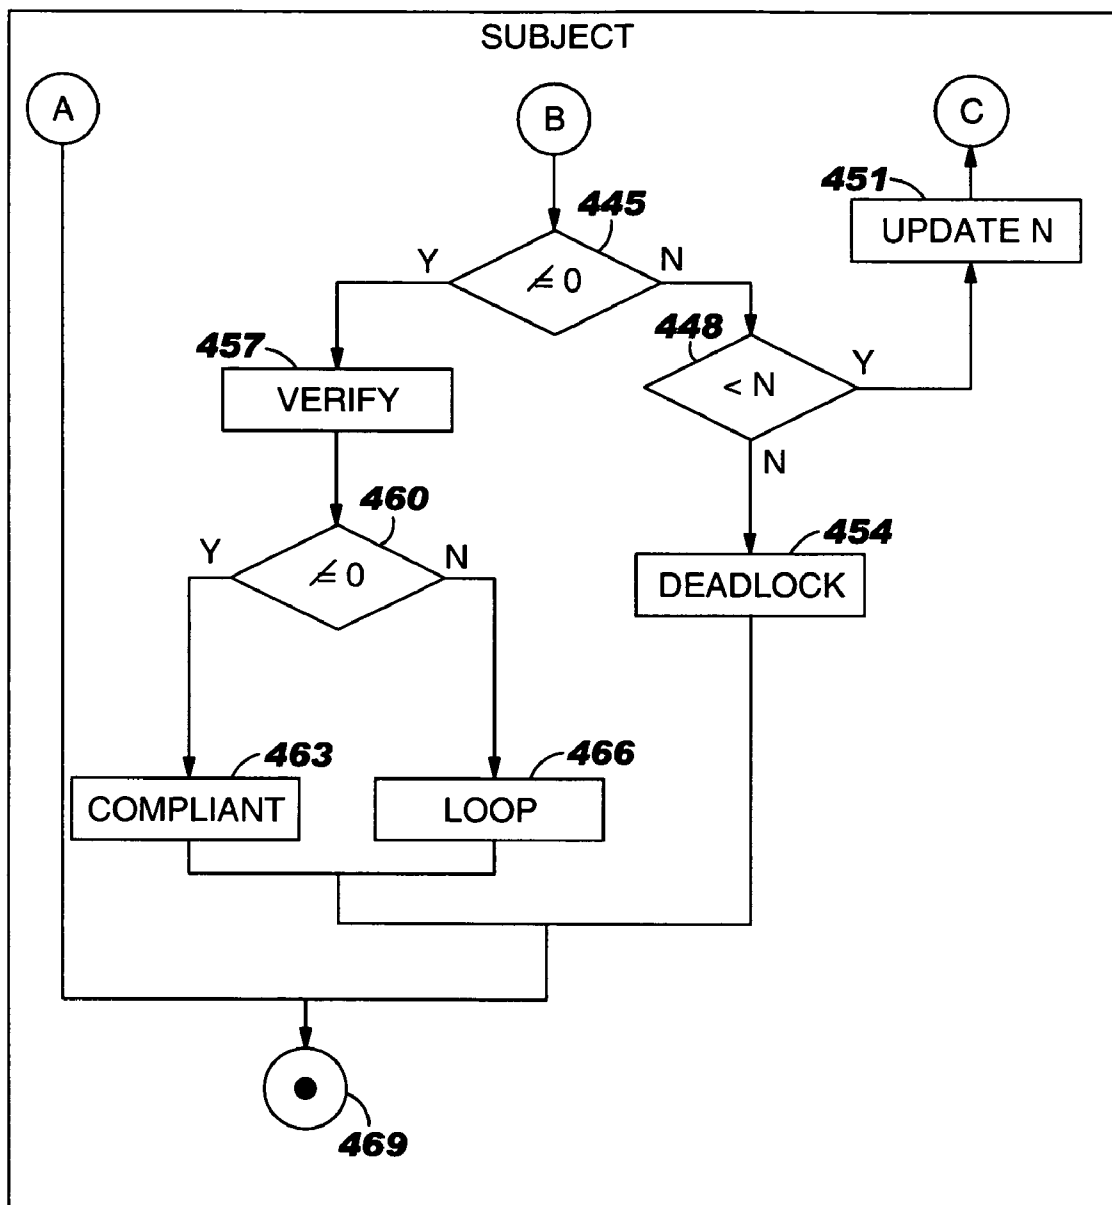 SUBJECT
A
B
C
451
UPDATE N
445
Y
≠ 0
N
448
457
VERIFY
< N
Y
N
460
Y
≠ 0
N
454
DEADLOCK
463
COMPLIANT
466
LOOP
469